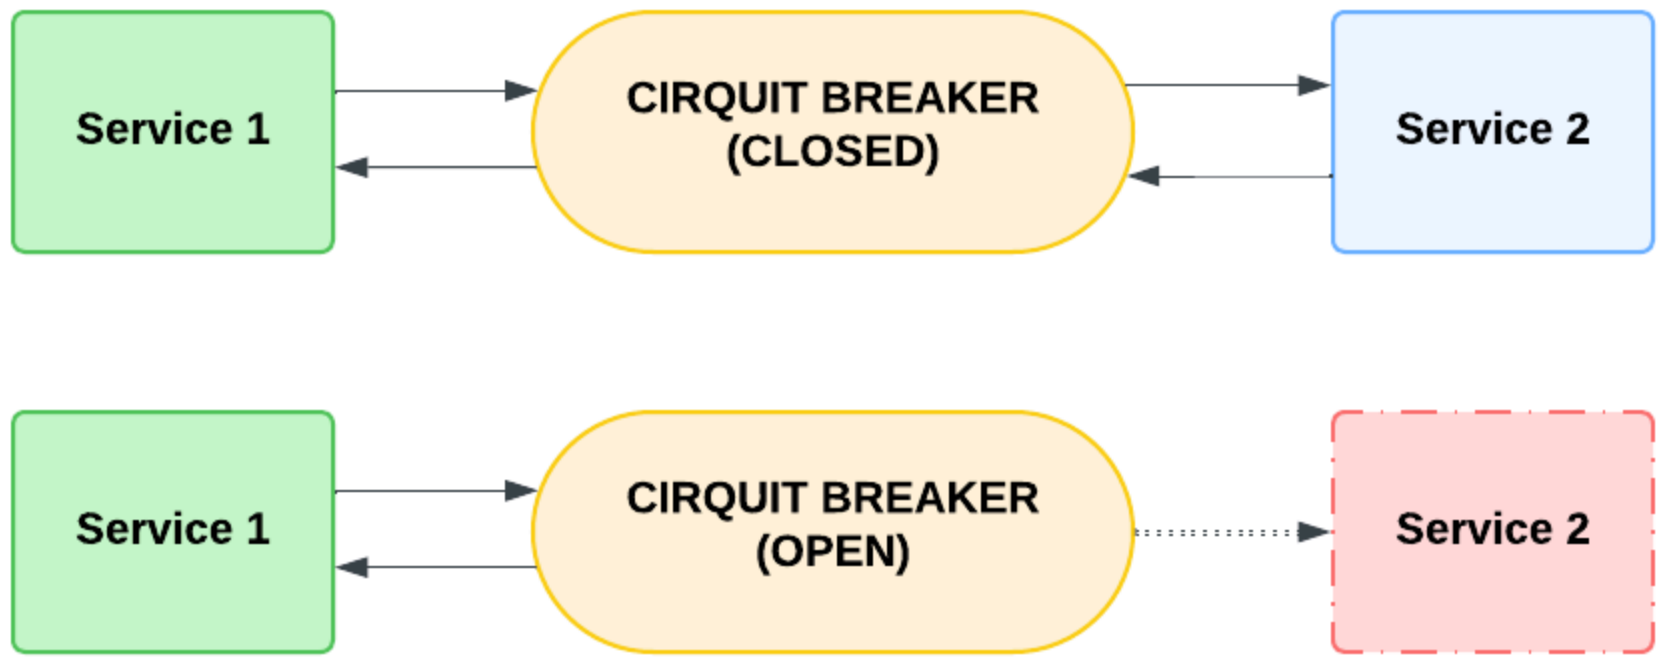 Service 1
CIRQUIT BREAKER
(CLOSED)
Service 2
Service 1
CIRQUIT BREAKER
(OPEN)
Service 2